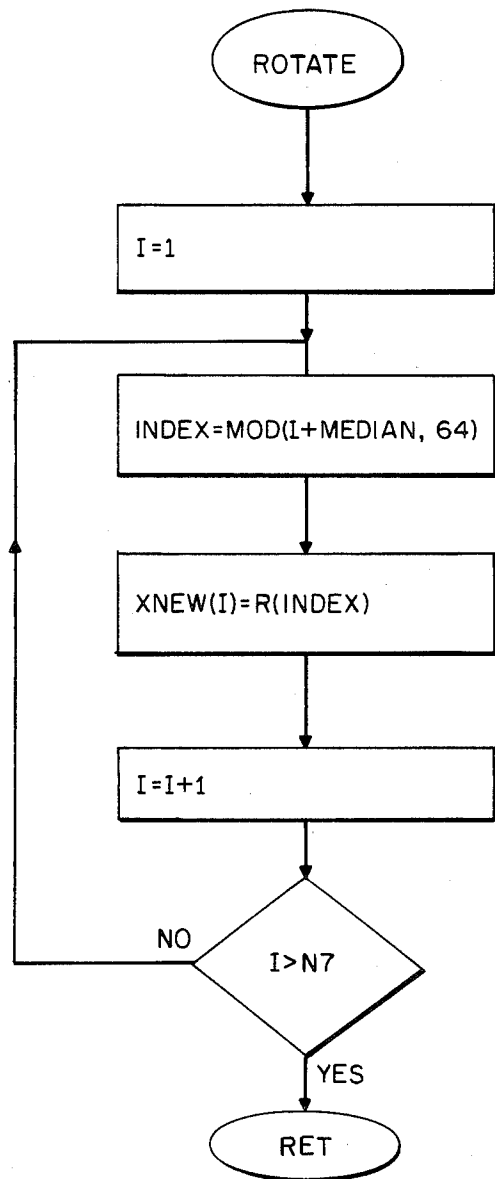 ROTATE
I=1
INDEX=MOD(I+MEDIAN, 64)
XNEW(I)=R(INDEX)
I=I+1
I>N7
NO
YES
RET